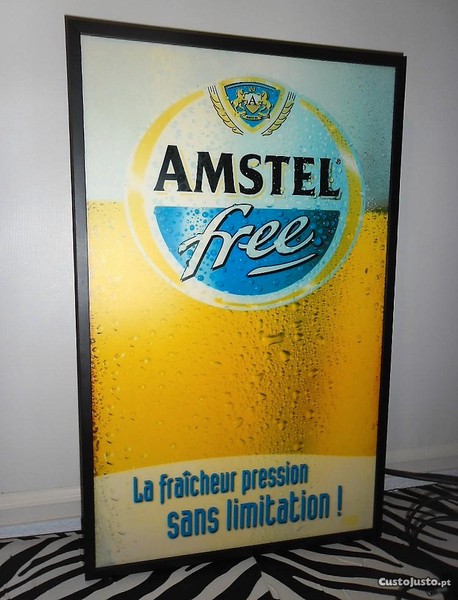 A
AMSTEL®
free
La fraîcheur pression
sans limitation !
CustoJusto.pt